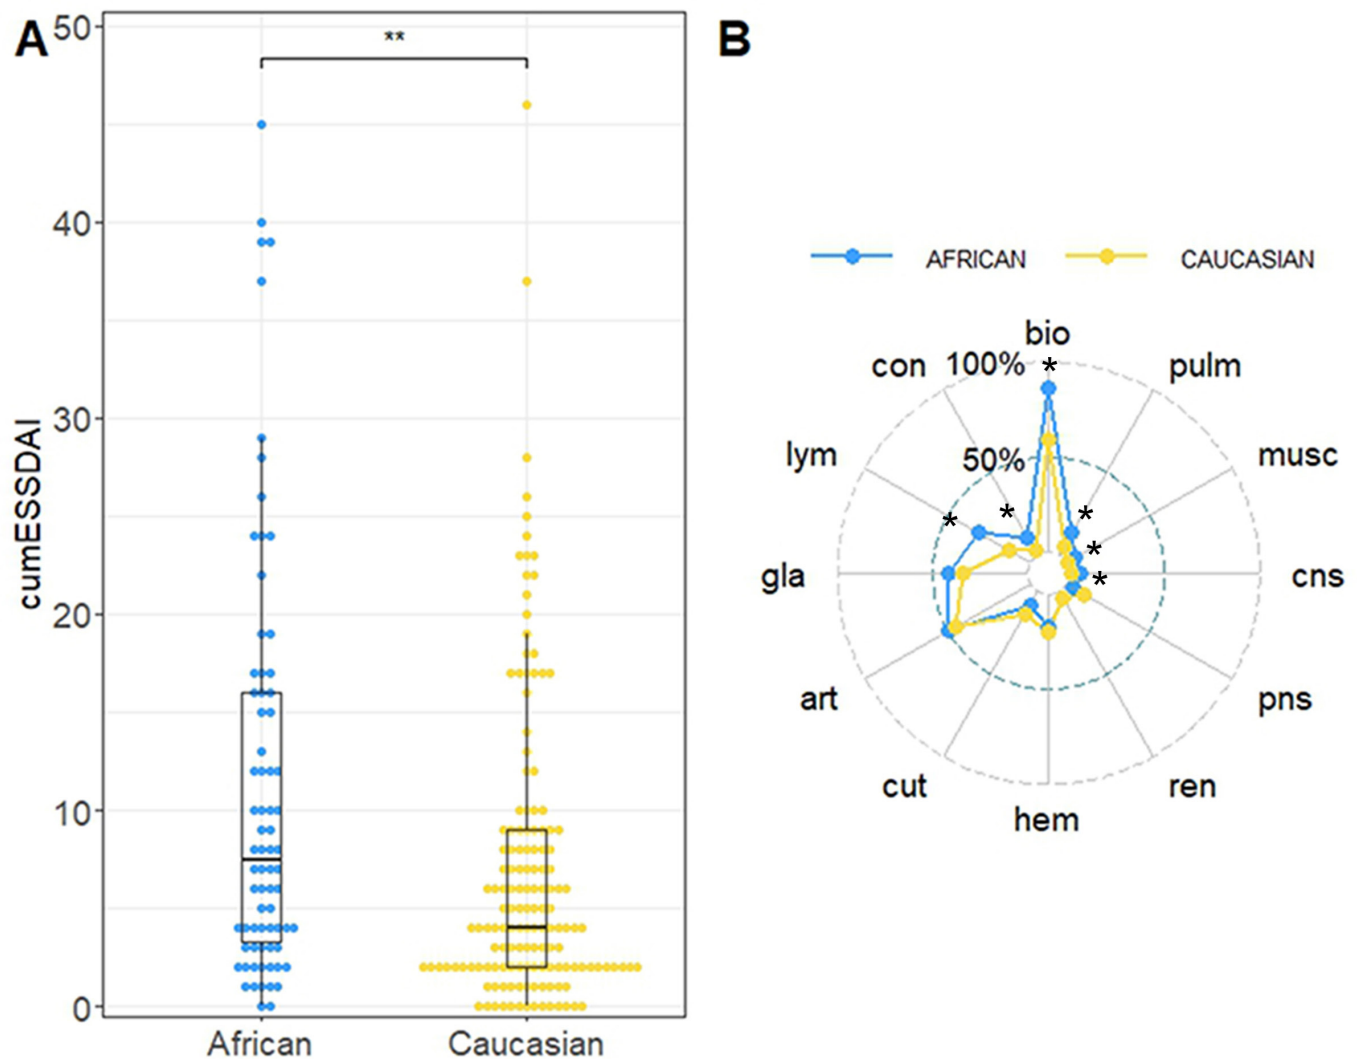 A
50
**
40
30
20
10
0
cumESSDAI
African Caucasian
B
AFRICAN CAUCASIAN
bio
con 100% * pulm
lym 50% musc
* * *
*
gla * cns
art pns
cut ren
hem